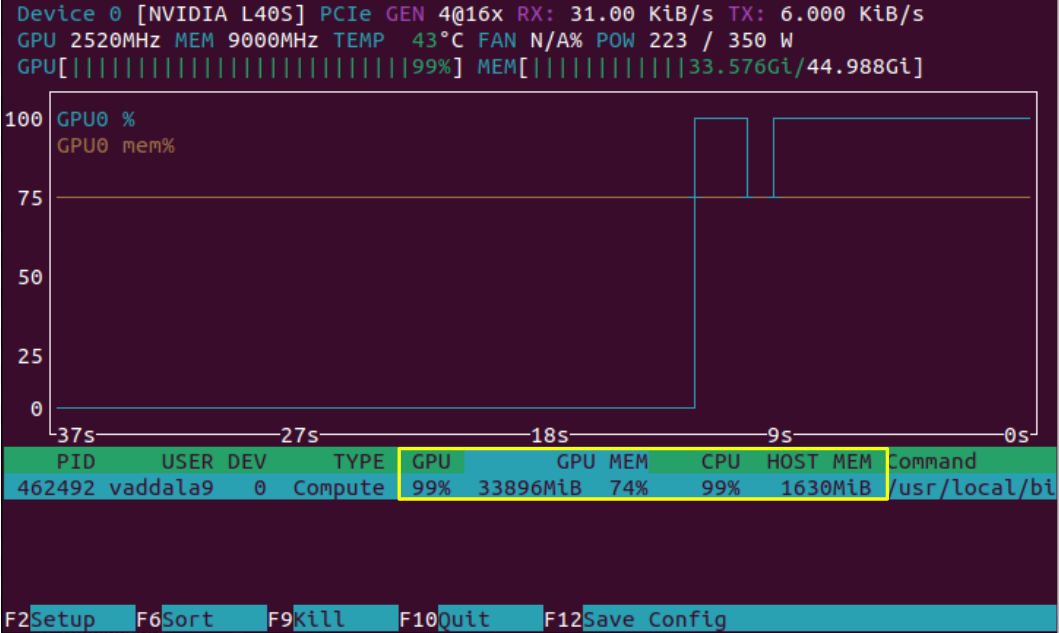 Device 0 [NVIDIA L40S] PCIe GEN 4@16x RX: 31.00 KiB/s TX: 6.000 KiB/s
GPU 2520MHz MEM 9000MHz TEMP 43°C FAN N/A% POW 223 / 350 W
GPU[||||||||||||||||||||||||||99%] MEM[||||||||||||33.576Gi/44.988Gi]
100 GPU0 %
GPU0 mem%
75
50
25
0
37s 27s 18s 9s 0s
PID USER DEV TYPE GPU GPU MEM CPU HOST MEM Command
462492 vaddala9 0 Compute 99% 33896MiB 74% 99% 1630MiB /usr/local/bi
F2Setup F6Sort F9Kill F10Quit F12Save Config